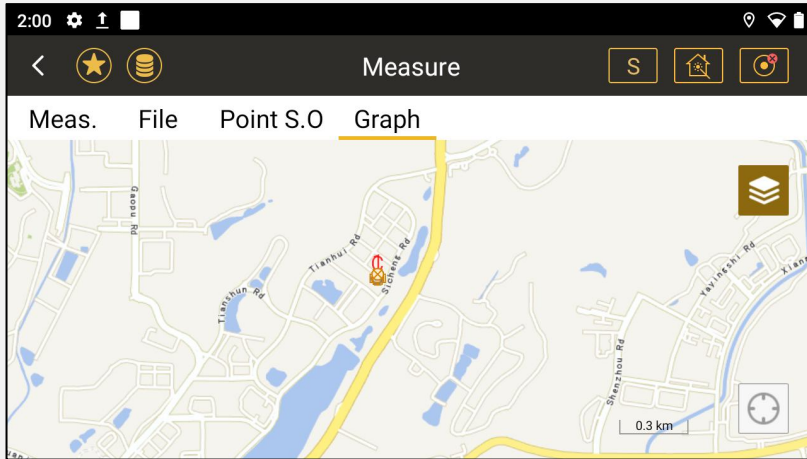 2:00
Measure
S
Meas. File Point S.O Graph
Gaopu Rd
Tianhui Rd
Sicheng Rd
Tianshun Rd
Yayingshi Rd
Xian
Shenzhou Rd
0.3 km